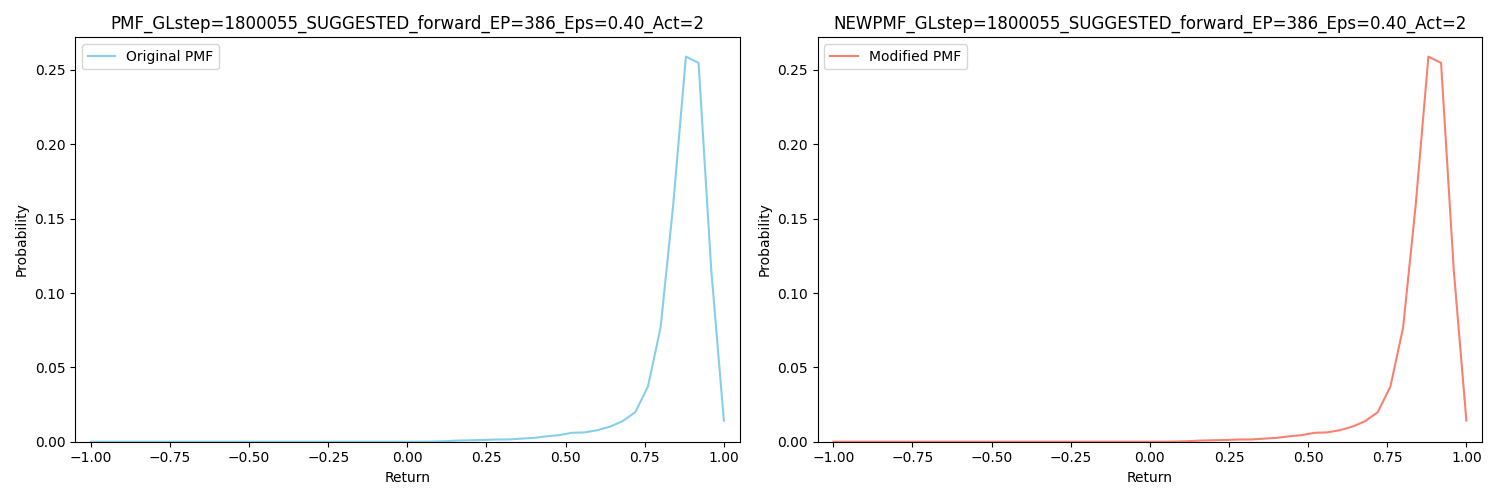 PMF_GLstep=1800055_SUGGESTED_forward_EP=386_Eps=0.40_Act=2
Original PMF
0.25
0.20
0.15
0.10
0.05
0.00
Probability
−1.00 −0.75 −0.50 −0.25 0.00 0.25 0.50 0.75 1.00
Return
NEWPMF_GLstep=1800055_SUGGESTED_forward_EP=386_Eps=0.40_Act=2
Modified PMF
0.25
0.20
0.15
0.10
0.05
0.00
Probability
−1.00 −0.75 −0.50 −0.25 0.00 0.25 0.50 0.75 1.00
Return